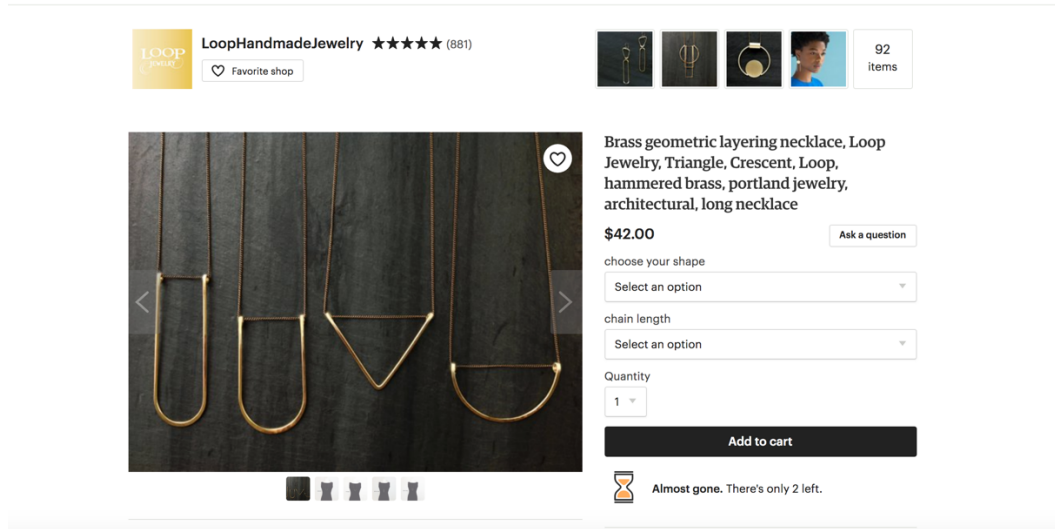 LOOP
JEWELRY
LoopHandmadeJewelry ★★★★★ (881)
Favorite shop
92
items
Brass geometric layering necklace, Loop
Jewelry, Triangle, Crescent, Loop,
hammered brass, portland jewelry,
architectural, long necklace
$42.00
Ask a question
choose your shape
Select an option
chain length
Select an option
Quantity
1
Add to cart
Almost gone. There's only 2 left.